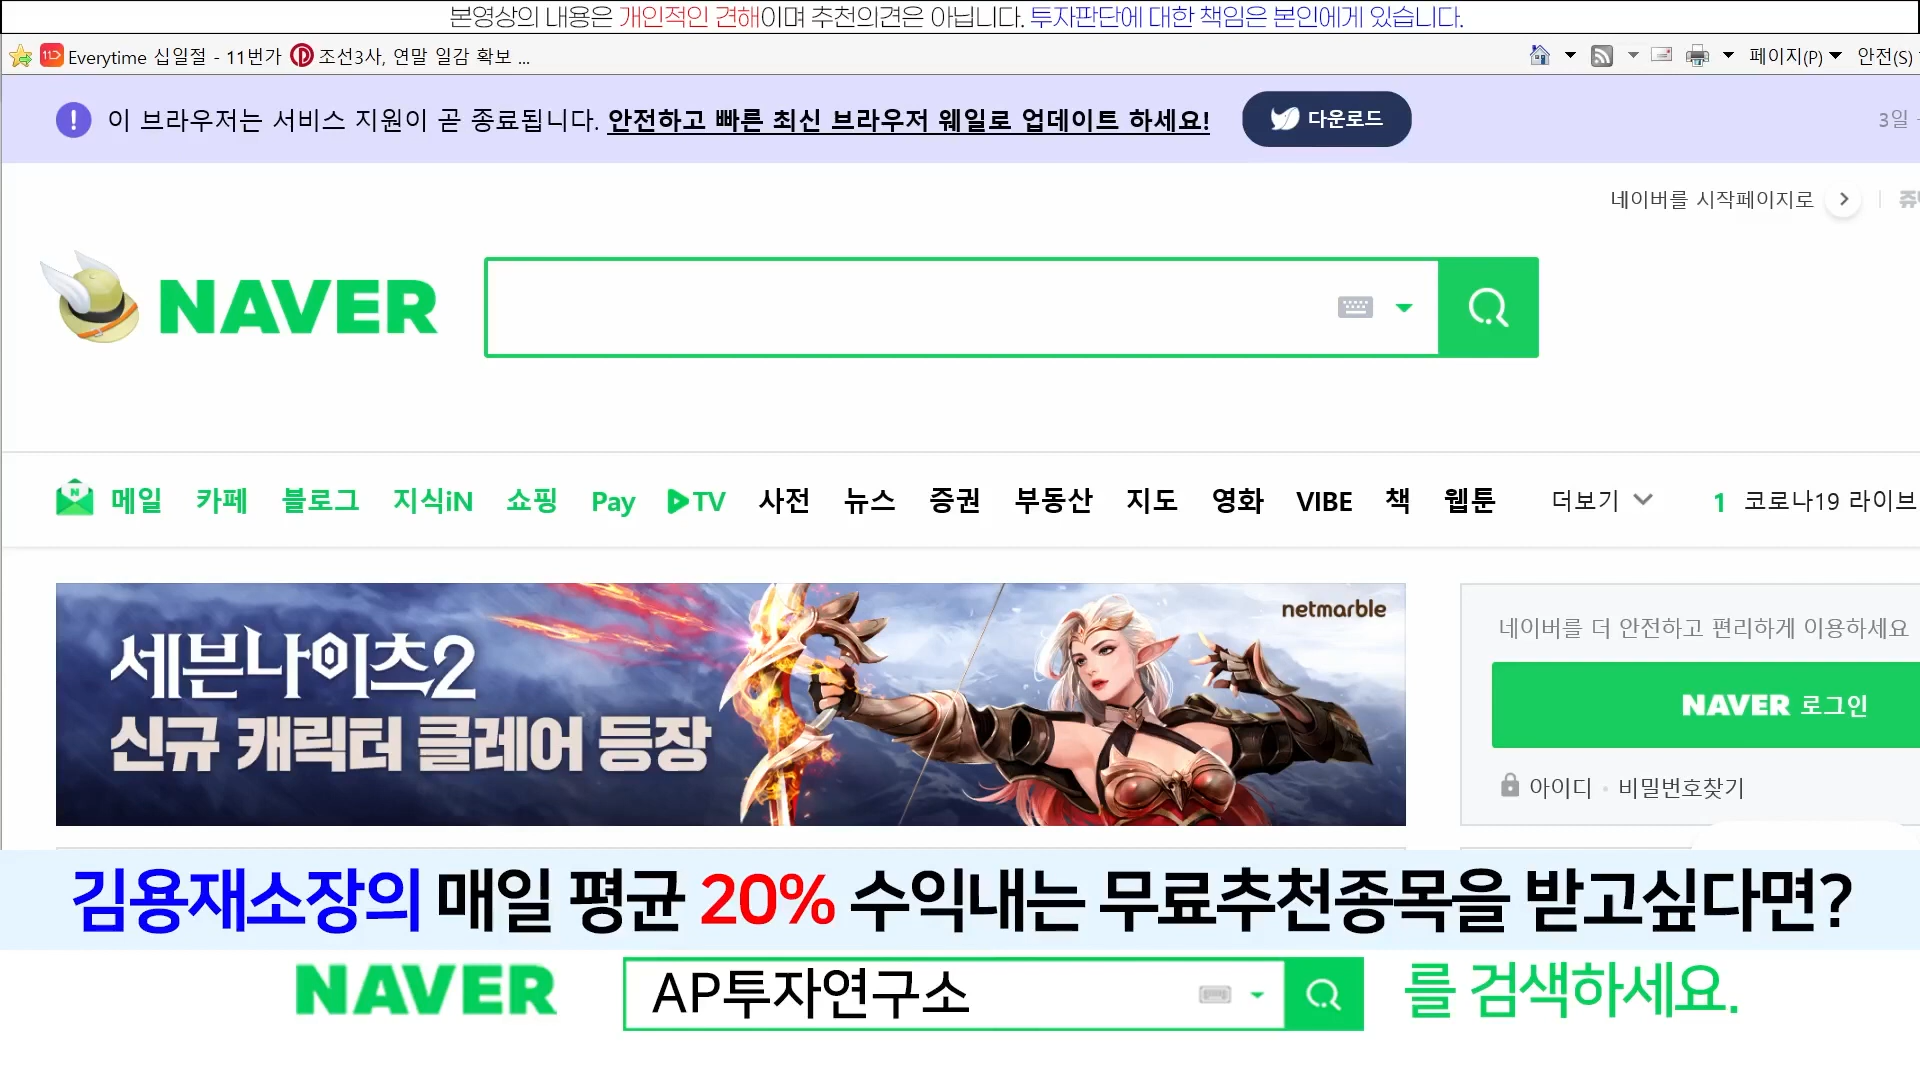 본영상의 내용은 개인적인 견해이며 추천의견은 아닙니다. 투자판단에 대한 책임은 본인에게 있습니다.
11> Everytime 십일절 - 11번가 조선3사, 연말 일감 확보 ... 페이지(P) 안전(S)
이 브라우저는 서비스 지원이 곧 종료됩니다. 안전하고 빠른 최신 브라우저 웨일로 업데이트 하세요! 다운로드 3일
네이버를 시작페이지로 쥬
NAVER
메일 카페 블로그 지식iN 쇼핑 Pay TV 사전 뉴스 증권 부동산 지도 영화 VIBE 책 웹툰 더보기 1 코로나19 라이브
netmarble
세븐나이츠2
신규 캐릭터 클레어 등장
네이버를 더 안전하고 편리하게 이용하세요
NAVER 로그인
아이디 · 비밀번호찾기
김용재소장의 매일 평균 20% 수익내는 무료추천종목을 받고싶다면?
NAVER AP투자연구소 를 검색하세요.